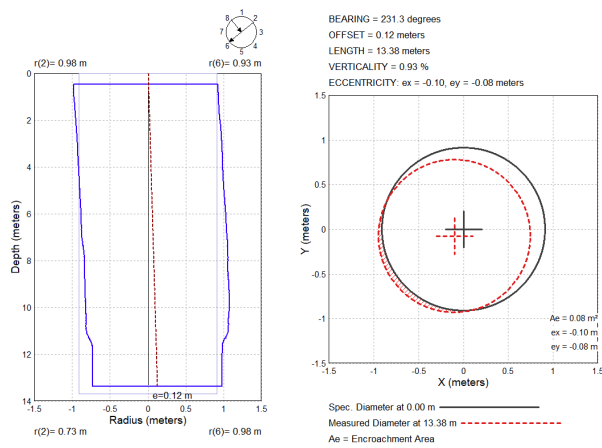 1
8 2
7 3
6 4
5
r(2)= 0.98 m r(6)= 0.93 m
0
2
4
6
8
10
12
14
Depth (meters)
e=0.12 m
-1.5 -1 -0.5 0 0.5 1 1.5
Radius (meters)
r(2)= 0.73 m r(6)= 0.98 m
BEARING = 231.3 degrees
OFFSET = 0.12 meters
LENGTH = 13.38 meters
VERTICALITY = 0.93 %
ECCENTRICITY: ex = -0.10, ey = -0.08 meters
1.5
1
0.5
0
-0.5
-1
-1.5
Y (meters)
Ae = 0.08 m²
ex = -0.10 m
ey = -0.08 m
-1.5 -1 -0.5 0 0.5 1 1.5
X (meters)
Spec. Diameter at 0.00 m
Measured Diameter at 13.38 m
Ae = Encroachment Area